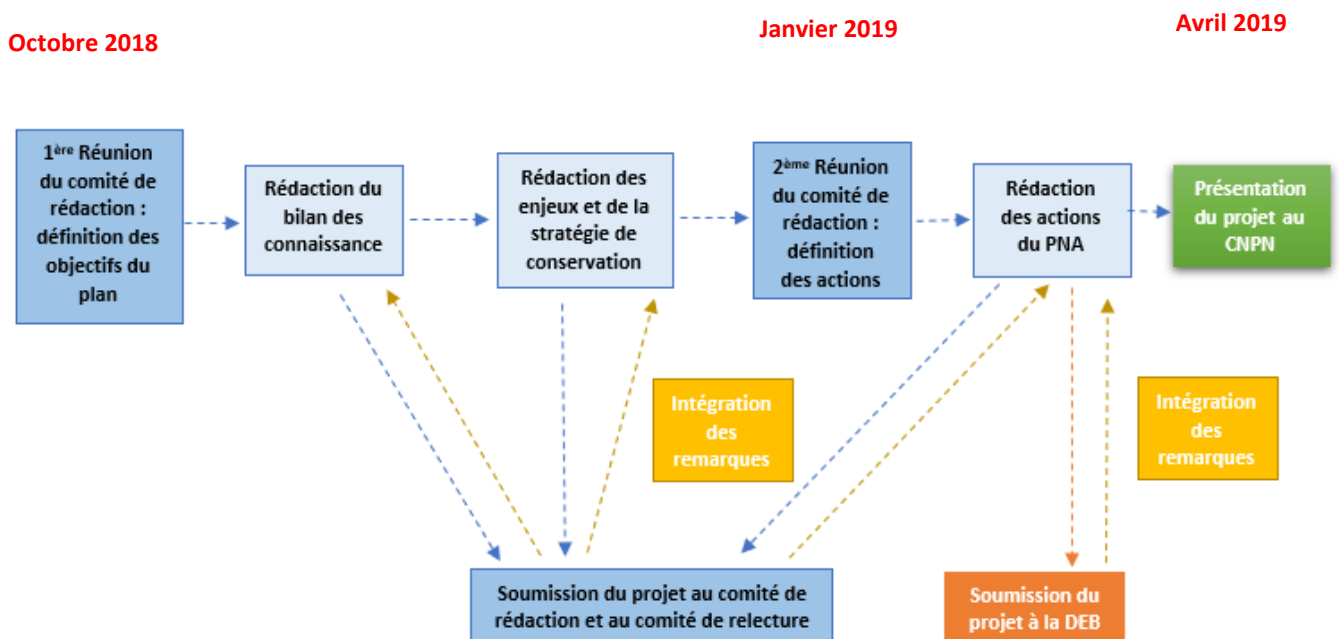 Octobre 2018
Janvier 2019
Avril 2019
1ère Réunion
du comité de
rédaction :
définition des
objectifs du
plan
Rédaction du
bilan des
connaissance
Rédaction des
enjeux et de la
stratégie de
conservation
2ème Réunion
du comité de
rédaction :
définition
des actions
Rédaction
des actions
du PNA
Présentation
du projet au
CNPN
Intégration
des
remarques
Intégration
des
remarques
Soumission du projet au comité de
rédaction et au comité de relecture
Soumission du
projet à la DEB